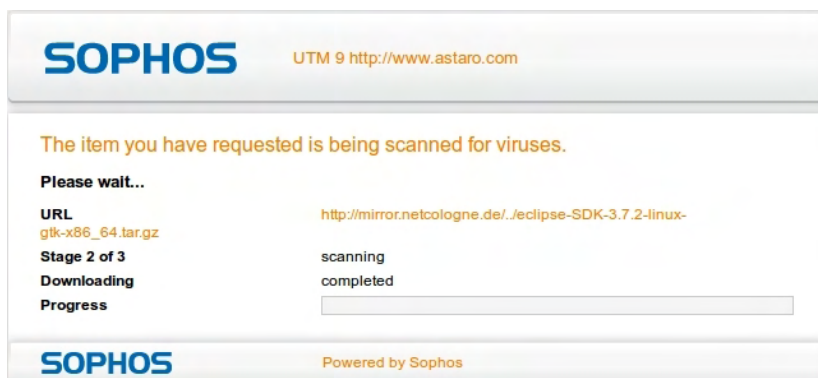 SOPHOS UTM 9 http://www.astaro.com
The item you have requested is being scanned for viruses.
Please wait...
URL http://mirror.netcologne.de/../eclipse-SDK-3.7.2-linux-
gtk-x86_64.tar.gz
Stage 2 of 3 scanning
Downloading completed
Progress
SOPHOS Powered by Sophos